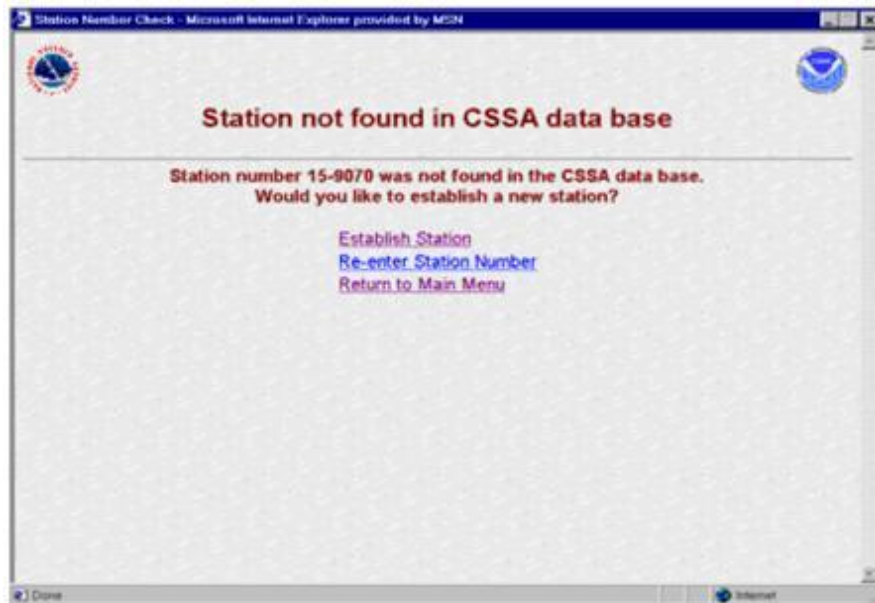 Station Number Check - Microsoft Internet Explorer provided by MSN
Station not found in CSSA data base
Station number 15-9070 was not found in the CSSA data base.
Would you like to establish a new station?
Establish Station
Re-enter Station Number
Return to Main Menu
Done
Internet